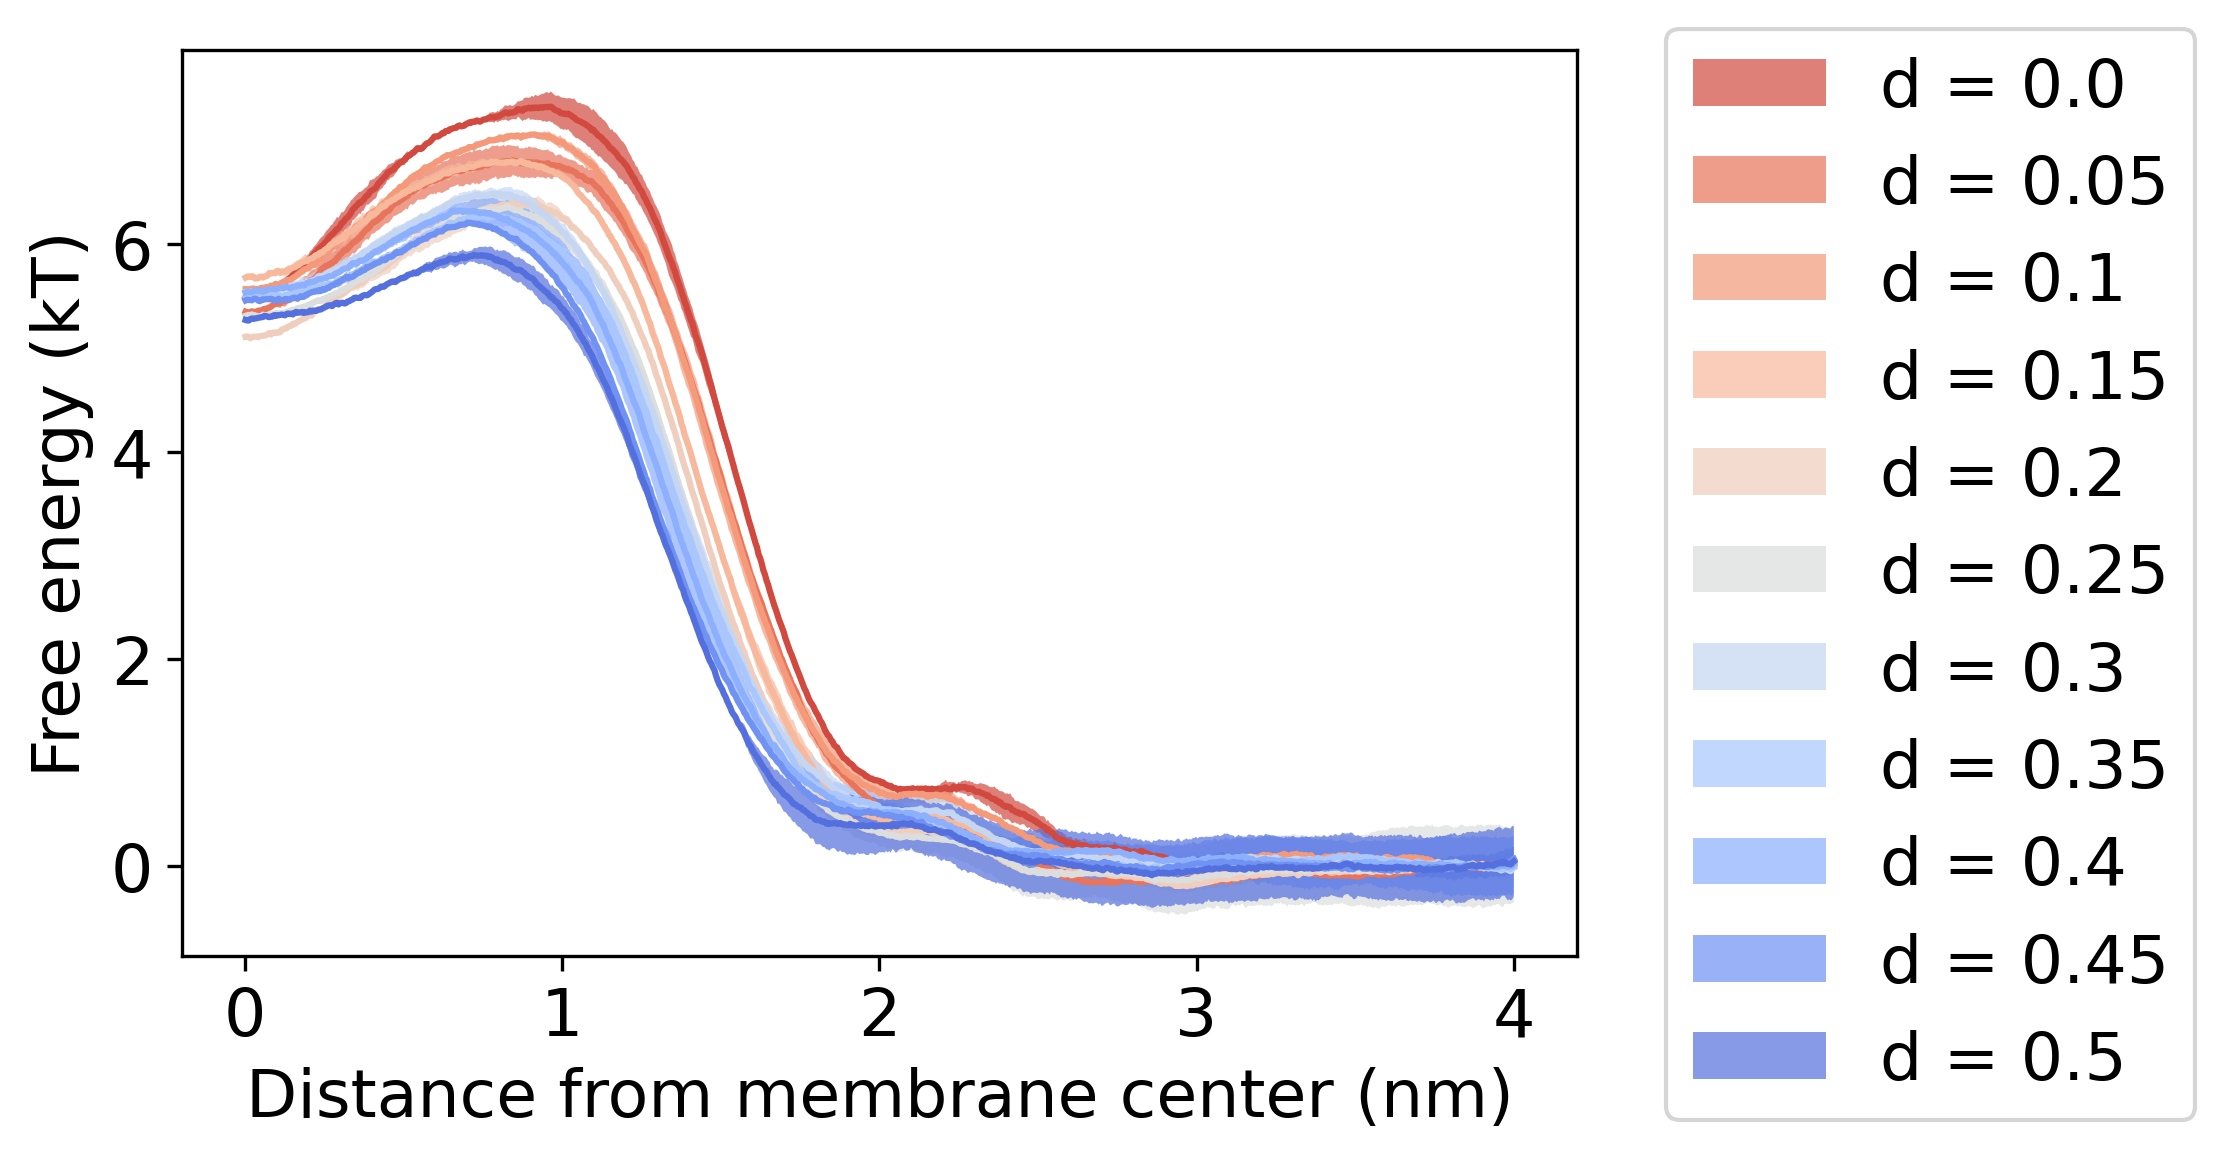 Free energy (kT)
6
4
2
0
0 1 2 3 4
Distance from membrane center (nm)
d = 0.0
d = 0.05
d = 0.1
d = 0.15
d = 0.2
d = 0.25
d = 0.3
d = 0.35
d = 0.4
d = 0.45
d = 0.5